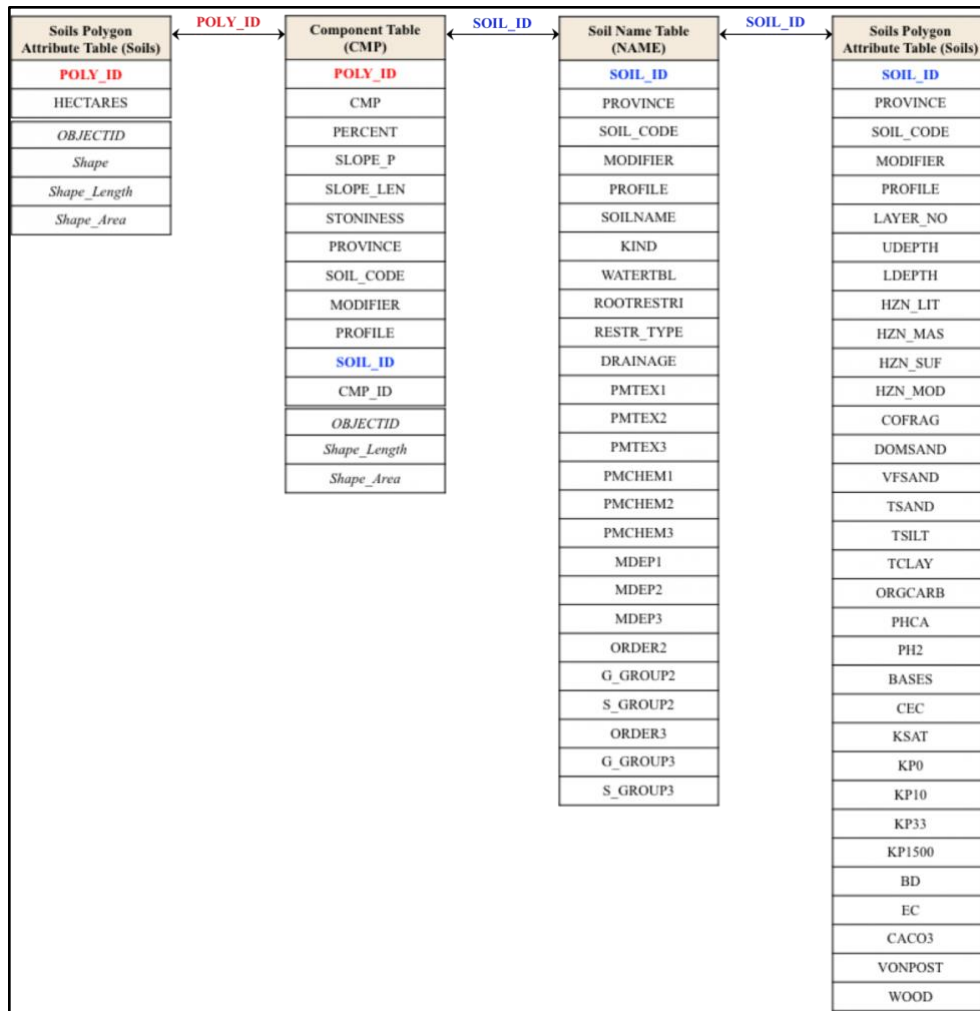 POLY_ID
SOIL_ID
SOIL_ID
Soils Polygon
Attribute Table (Soils)
POLY_ID
HECTARES
OBJECTID
Shape
Shape_Length
Shape_Area
Component Table
(CMP)
POLY_ID
CMP
PERCENT
SLOPE_P
SLOPE_LEN
STONINESS
PROVINCE
SOIL_CODE
MODIFIER
PROFILE
SOIL_ID
CMP_ID
OBJECTID
Shape_Length
Shape_Area
Soil Name Table
(NAME)
SOIL_ID
PROVINCE
SOIL_CODE
MODIFIER
PROFILE
SOILNAME
KIND
WATERTBL
ROOTRESTRI
RESTR_TYPE
DRAINAGE
PMTEX1
PMTEX2
PMTEX3
PMCHEM1
PMCHEM2
PMCHEM3
MDEP1
MDEP2
MDEP3
ORDER2
G_GROUP2
S_GROUP2
ORDER3
G_GROUP3
S_GROUP3
Soils Polygon
Attribute Table (Soils)
SOIL_ID
PROVINCE
SOIL_CODE
MODIFIER
PROFILE
LAYER_NO
UDEPTH
LDEPTH
HZN_LIT
HZN_MAS
HZN_SUF
HZN_MOD
COFRAG
DOMSAND
VFSAND
TSAND
TSILT
TCLAY
ORGCARB
PHCA
PH2
BASES
CEC
KSAT
KP0
KP10
KP33
KP1500
BD
EC
CACO3
VONPOST
WOOD